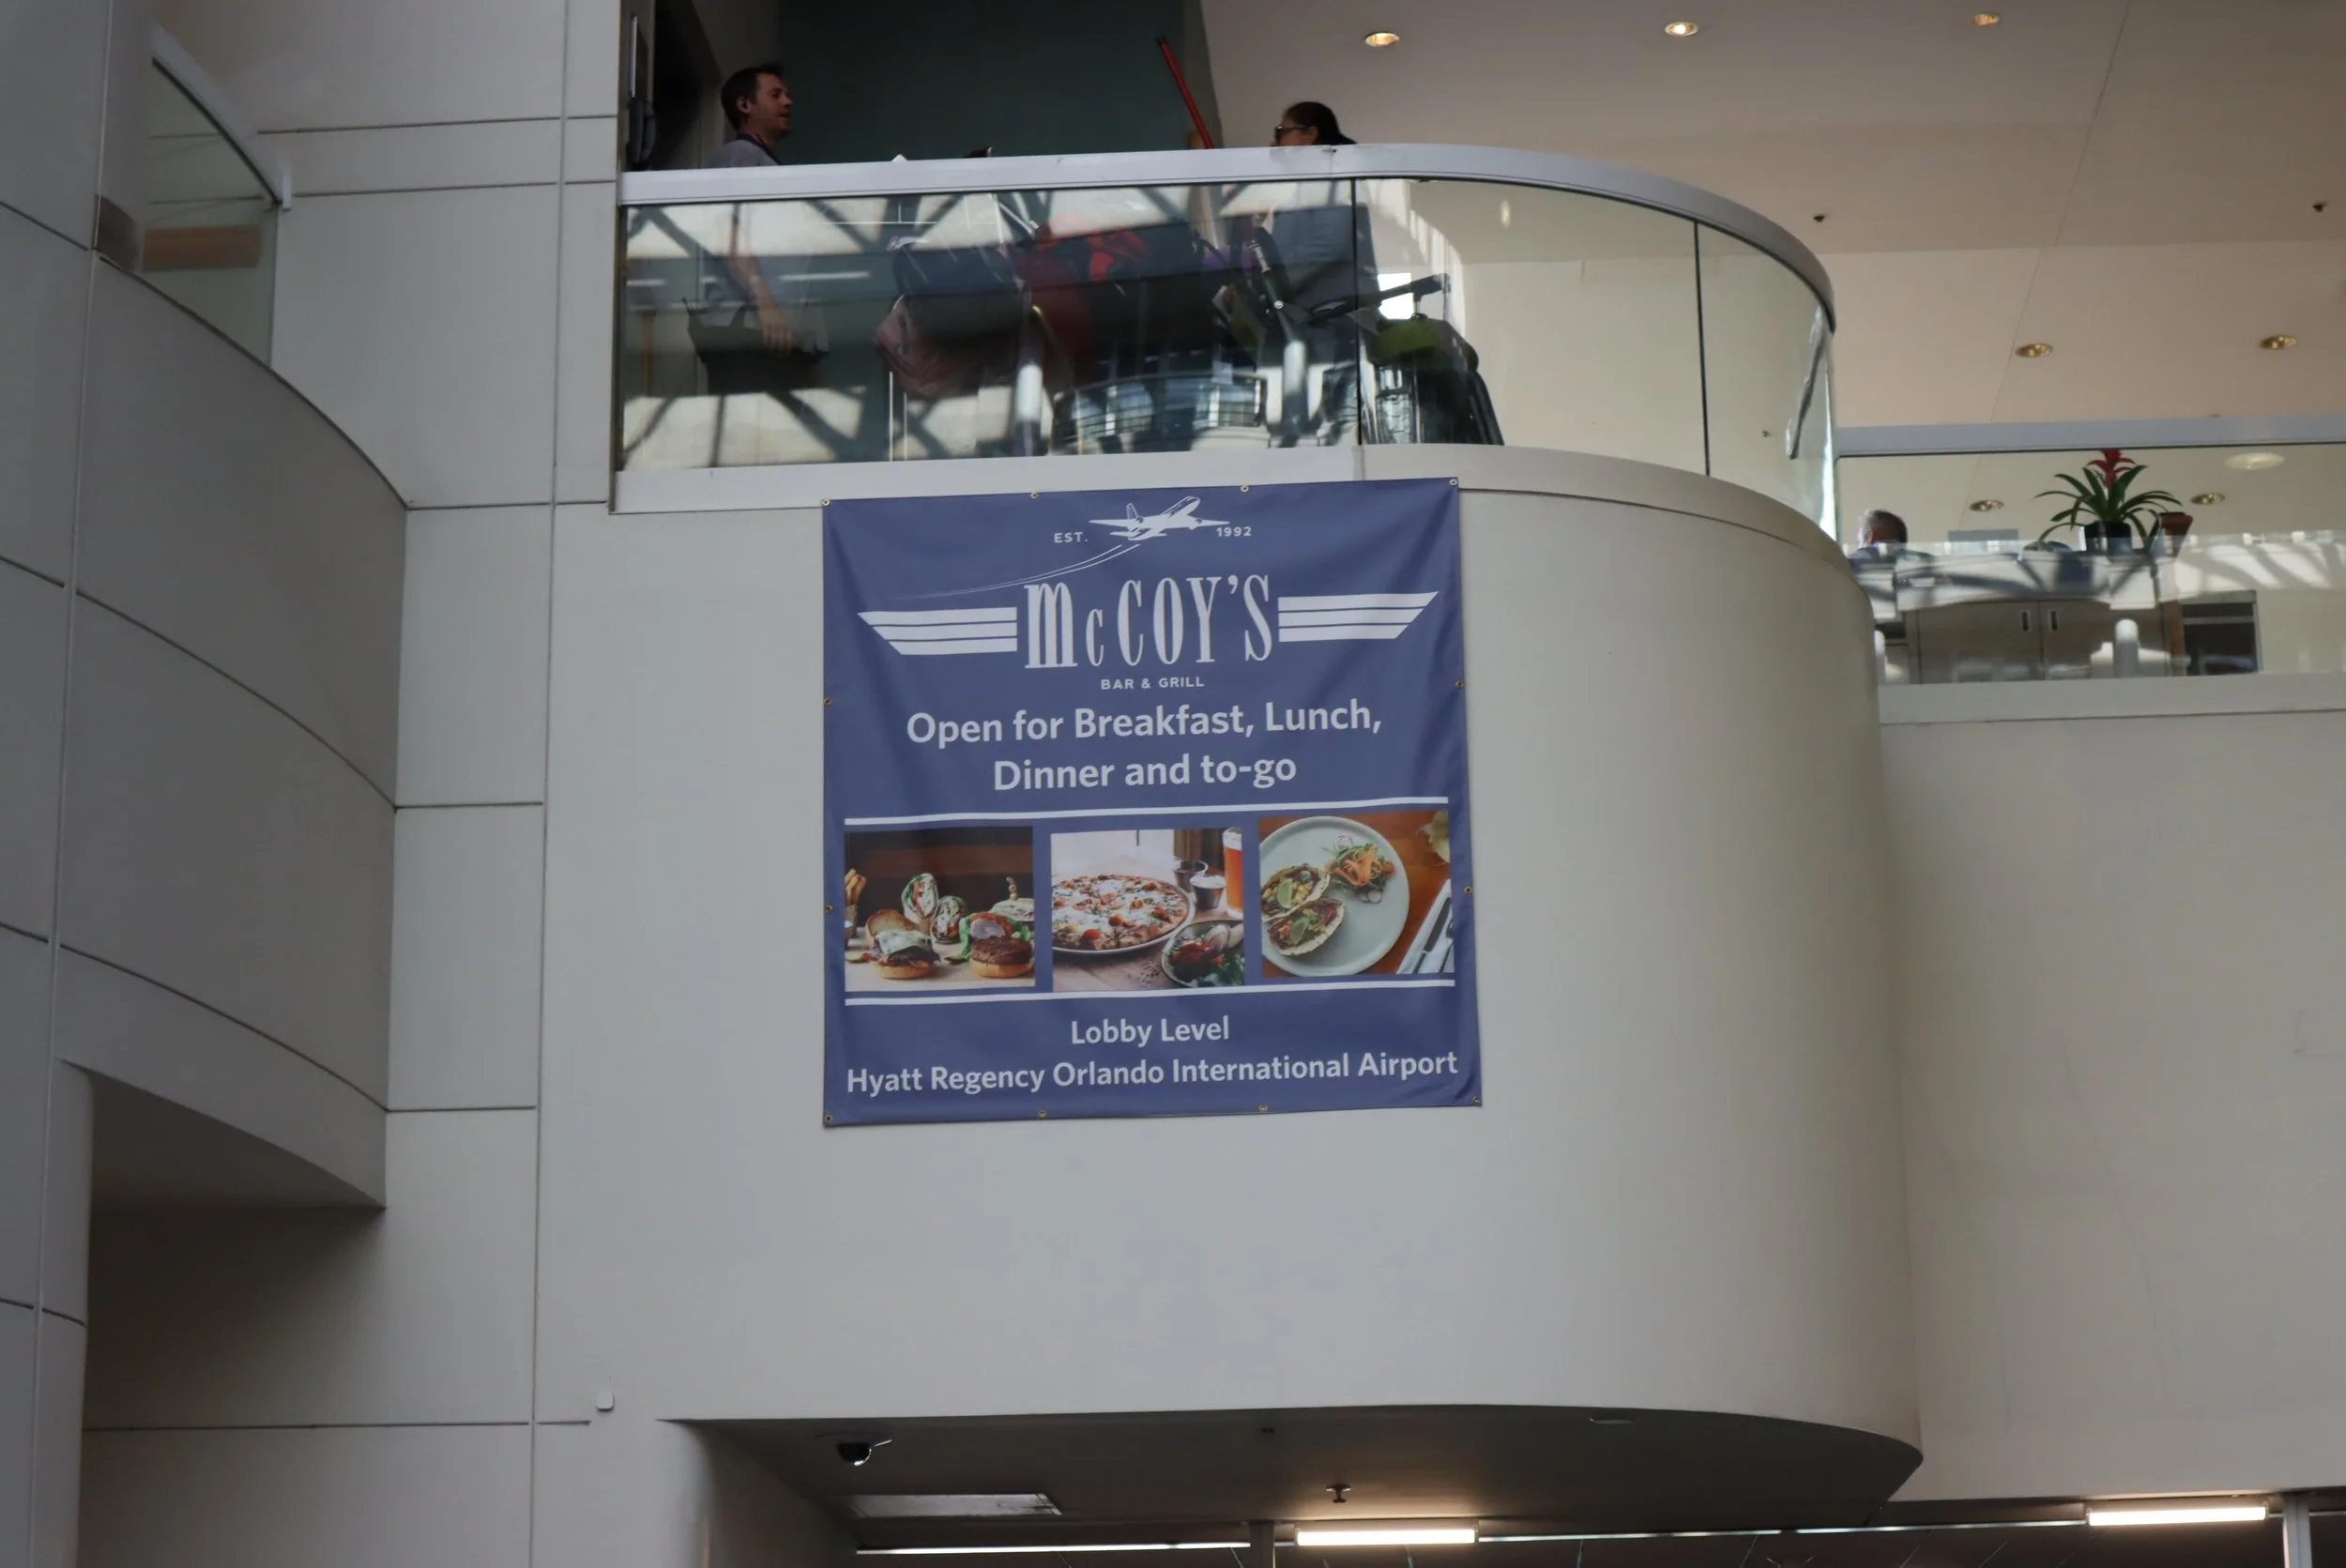 EST. 1992
McCOY'S
BAR & GRILL
Open for Breakfast, Lunch,
Dinner and to-go
Lobby Level
Hyatt Regency Orlando International Airport